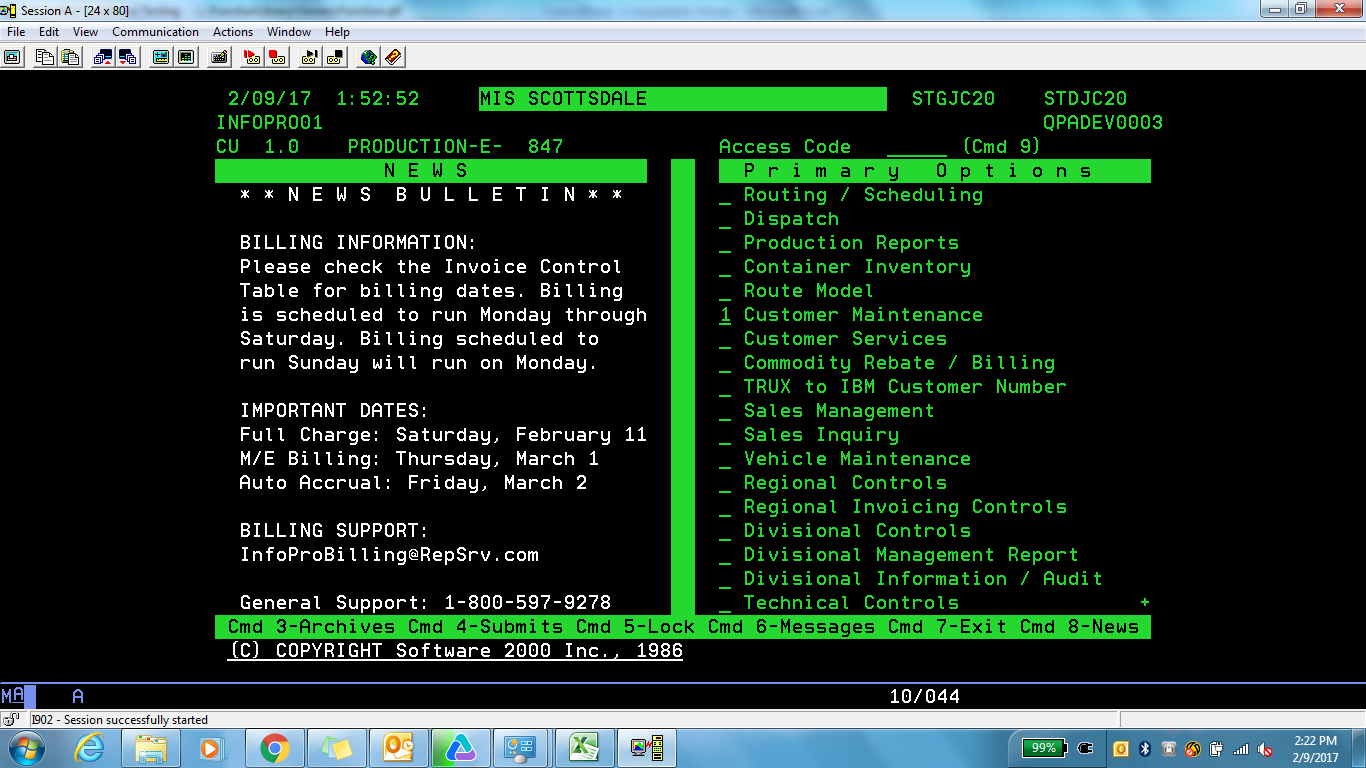 Session A - [24 x 80]
File Edit View Communication Actions Window Help
2/09/17 1:52:52 MIS SCOTTSDALE STGJC20 STDJC20
INFOPRO01 QPADEV0003
CU 1.0 PRODUCTION-E- 847 Access Code ______ (Cmd 9)
N E W S
* * N E W S B U L L E T I N * *
BILLING INFORMATION:
Please check the Invoice Control
Table for billing dates. Billing
is scheduled to run Monday through
Saturday. Billing scheduled to
run Sunday will run on Monday.
IMPORTANT DATES:
Full Charge: Saturday, February 11
M/E Billing: Thursday, March 1
Auto Accrual: Friday, March 2
BILLING SUPPORT:
InfoProBilling@RepSrv.com
General Support: 1-800-597-9278
P r i m a r y O p t i o n s
_ Routing / Scheduling
_ Dispatch
_ Production Reports
_ Container Inventory
_ Route Model
1 Customer Maintenance
_ Customer Services
_ Commodity Rebate / Billing
_ TRUX to IBM Customer Number
_ Sales Management
_ Sales Inquiry
_ Vehicle Maintenance
_ Regional Controls
_ Regional Invoicing Controls
_ Divisional Controls
_ Divisional Management Report
_ Divisional Information / Audit
_ Technical Controls +
Cmd 3-Archives Cmd 4-Submits Cmd 5-Lock Cmd 6-Messages Cmd 7-Exit Cmd 8-News
(C) COPYRIGHT Software 2000 Inc., 1986
MA A 10/044
I902 - Session successfully started
99%
2:22 PM
2/9/2017